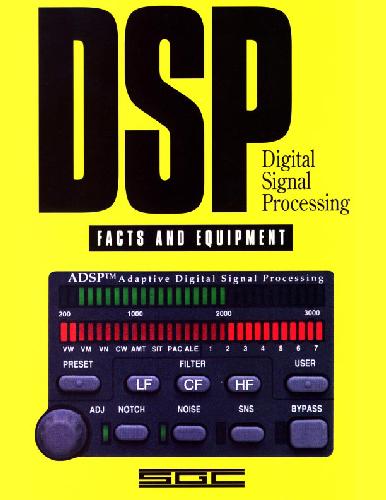 DSP
Digital
Signal
Processing
FACTS AND EQUIPMENT
ADSP™ Adaptive Digital Signal Processing
200 1000 2000 3000
VW VM VN CW AMT SIT PAC ALE 1 2 3 4 5 6 7
PRESET FILTER USER
LF CF HF
ADJ NOTCH NOISE SNS BYPASS
SGC